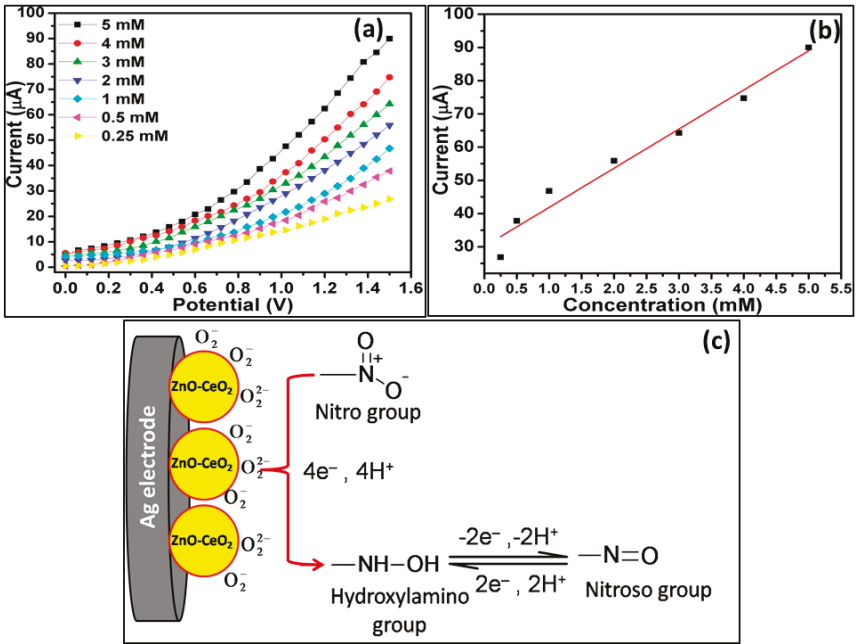 (a)
5 mM
4 mM
3 mM
2 mM
1 mM
0.5 mM
0.25 mM
Current (µA)
100
90
80
70
60
50
40
30
20
10
0
0.0 0.2 0.4 0.6 0.8 1.0 1.2 1.4 1.6
Potential (V)
(b)
Current (µA)
100
90
80
70
60
50
40
30
0.0 0.5 1.0 1.5 2.0 2.5 3.0 3.5 4.0 4.5 5.0 5.5
Concentration (mM)
(c)
Ag electrode
ZnO-CeO₂
ZnO-CeO₂
ZnO-CeO₂
O₂⁻
O₂⁻
O₂²⁻
O₂⁻
O₂²⁻
O₂⁻
O₂²⁻
O₂⁻
O
N⁺
O⁻
Nitro group
4e⁻ , 4H⁺
NH-OH
Hydroxylamino
group
-2e⁻ ,-2H⁺
2e⁻ , 2H⁺
N=O
Nitroso group